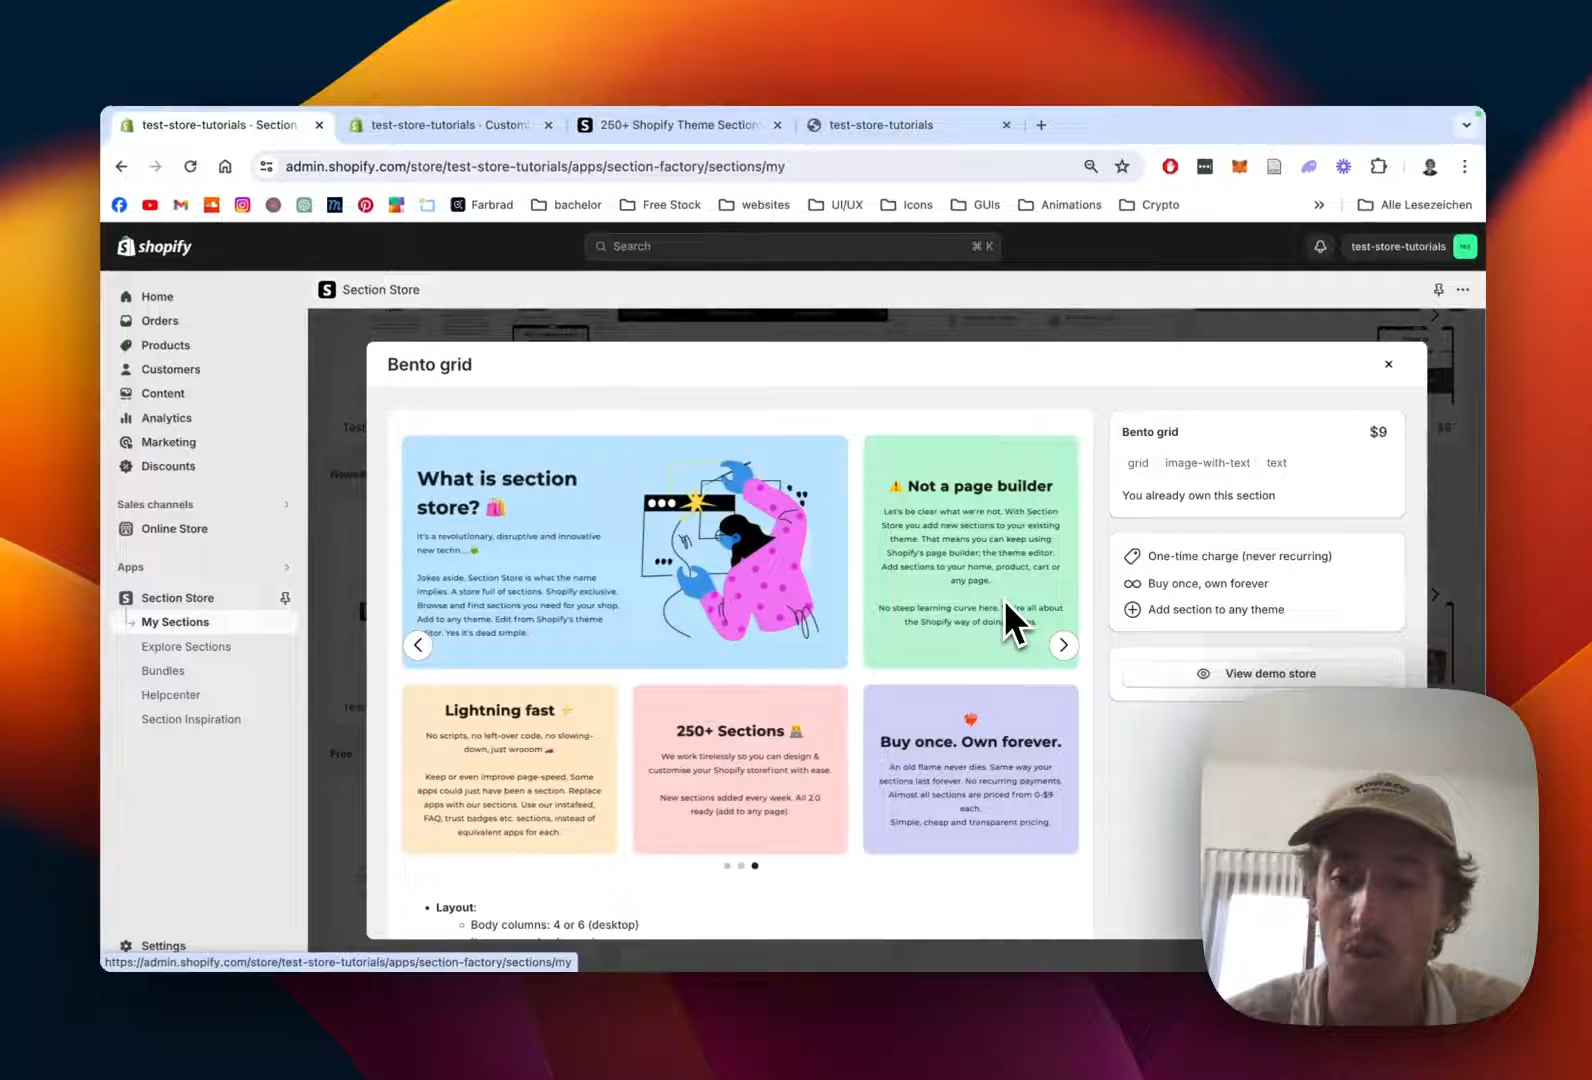 test-store-tutorials · Section
test-store-tutorials · Custom
250+ Shopify Theme Section
test-store-tutorials
admin.shopify.com/store/test-store-tutorials/apps/section-factory/sections/my
Farbrad
bachelor
Free Stock
websites
UI/UX
Icons
GUIs
Animations
Crypto
Alle Lesezeichen
shopify
Search
⌘ K
test-store-tutorials
Home
Orders
Products
Customers
Content
Analytics
Marketing
Discounts
Sales channels
Online Store
Apps
Section Store
My Sections
Explore Sections
Bundles
Helpcenter
Section Inspiration
Settings
https://admin.shopify.com/store/test-store-tutorials/apps/section-factory/sections/my
Section Store
Free
Bento grid
What is section
store? 🛍️
It's a revolutionary, disruptive and innovative
new techn....🤢
Jokes aside. Section Store is what the name
implies. A store full of sections. Shopify exclusive.
Browse and find sections you need for your shop.
Add to any theme. Edit from Shopify's theme
editor. Yes it's dead simple.
⚠️ Not a page builder
Let's be clear what we're not. With Section
Store you add new sections to your existing
theme. That means you can keep using
Shopify's page builder; the theme editor.
Add sections to your home, product, cart or
any page.
No steep learning curve here. all about
the Shopify way of
Lightning fast ⚡
No scripts, no left-over code, no slowing-
down, just wrooom 🏎️
Keep or even improve page-speed. Some
apps could just have been a section. Replace
apps with our sections. Use our instafeed,
FAQ, trust badges etc. sections, instead of
equivalent apps for each.
250+ Sections 👨‍💻
We work tirelessly so you can design &
customise your Shopify storefront with ease.
New sections added every week. All 2.0
ready (add to any page).
❤️‍🔥
Buy once. Own forever.
An old flame never dies. Same way your
sections last forever. No recurring payments.
Almost all sections are priced from 0-$9
each.
Simple, cheap and transparent pricing.
• Layout:
Body columns: 4 or 6 (desktop)
Bento grid
$9
grid
image-with-text
text
You already own this section
One-time charge (never recurring)
Buy once, own forever
Add section to any theme
View demo store